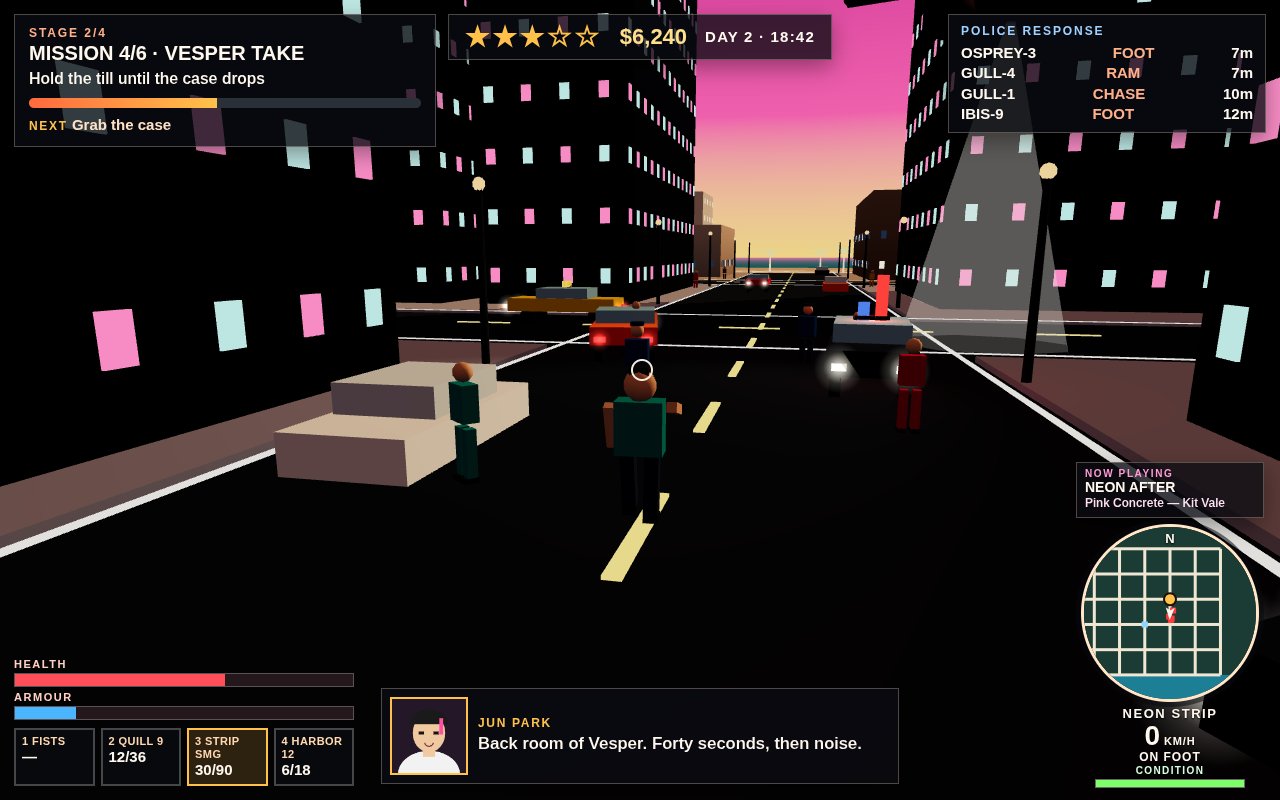 STAGE 2/4
MISSION 4/6 · VESPER TAKE
Hold the till until the case drops
NEXT Grab the case
★★★☆☆ $6,240 DAY 2 · 18:42
POLICE RESPONSE
OSPREY-3 FOOT 7m
GULL-4 RAM 7m
GULL-1 CHASE 10m
IBIS-9 FOOT 12m
NOW PLAYING
NEON AFTER
Pink Concrete — Kit Vale
N
NEON STRIP
0 KM/H
ON FOOT
CONDITION
HEALTH
ARMOUR
1 FISTS
—
2 QUILL 9
12/36
3 STRIP
SMG
30/90
4 HARBOR
12
6/18
JUN PARK
Back room of Vesper. Forty seconds, then noise.